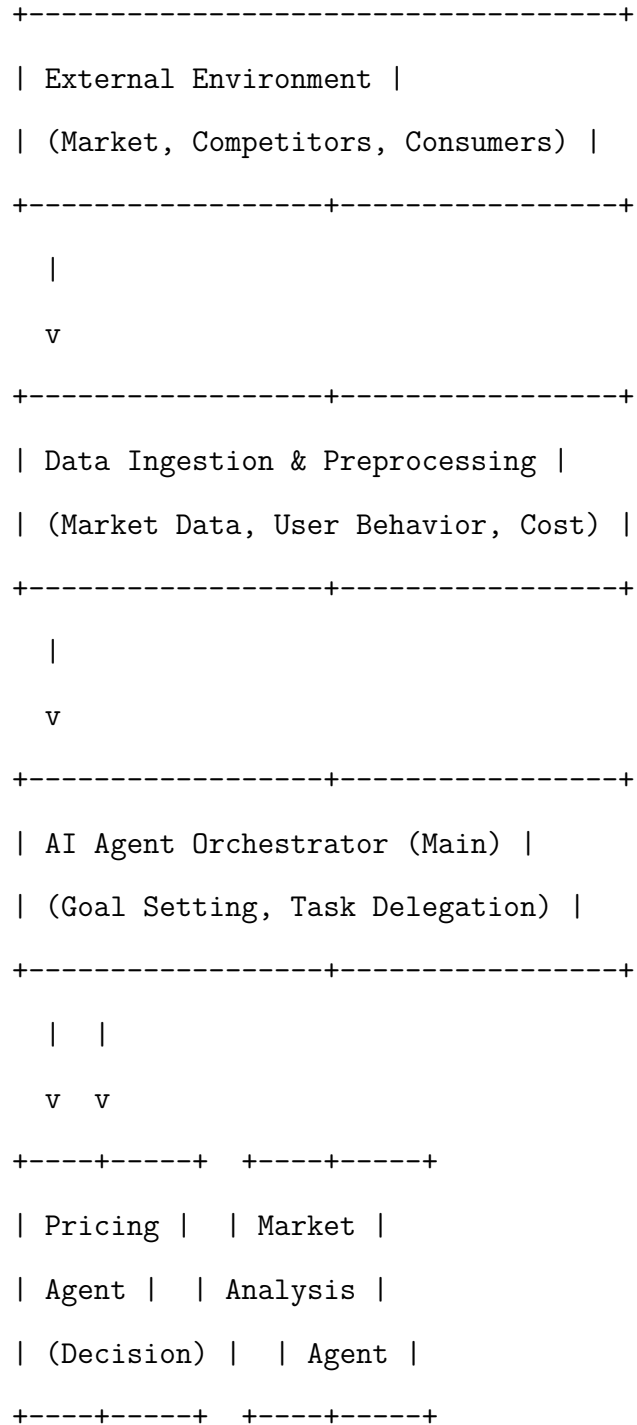 +------------------------------------+
| External Environment |
| (Market, Competitors, Consumers) |
+------------------+-----------------+
|
v
+------------------+-----------------+
| Data Ingestion & Preprocessing |
| (Market Data, User Behavior, Cost) |
+------------------+-----------------+
|
v
+------------------+-----------------+
| AI Agent Orchestrator (Main) |
| (Goal Setting, Task Delegation) |
+------------------+-----------------+
| |
v v
+----+-----+ +----+-----+
| Pricing | | Market |
| Agent | | Analysis |
| (Decision) | | Agent |
+----+-----+ +----+-----+